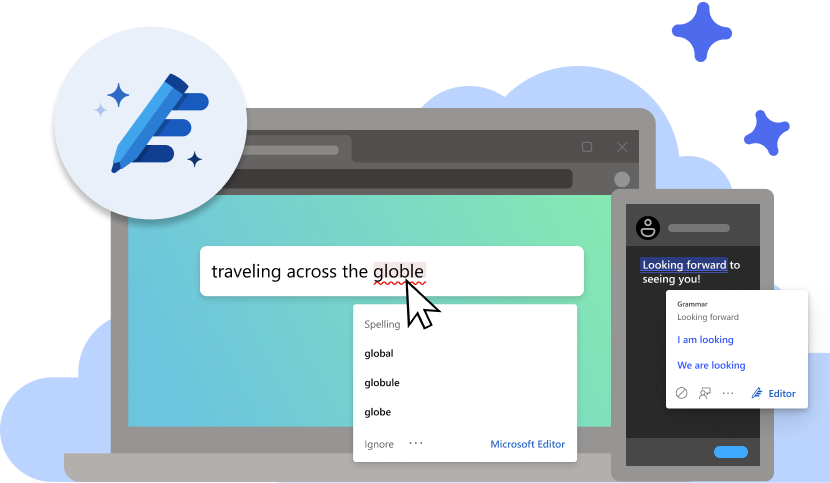 traveling across the globle
Spelling
global
globule
globe
Ignore ··· Microsoft Editor
Looking forward to
seeing you!
Grammar
Looking forward
I am looking
We are looking
··· Editor